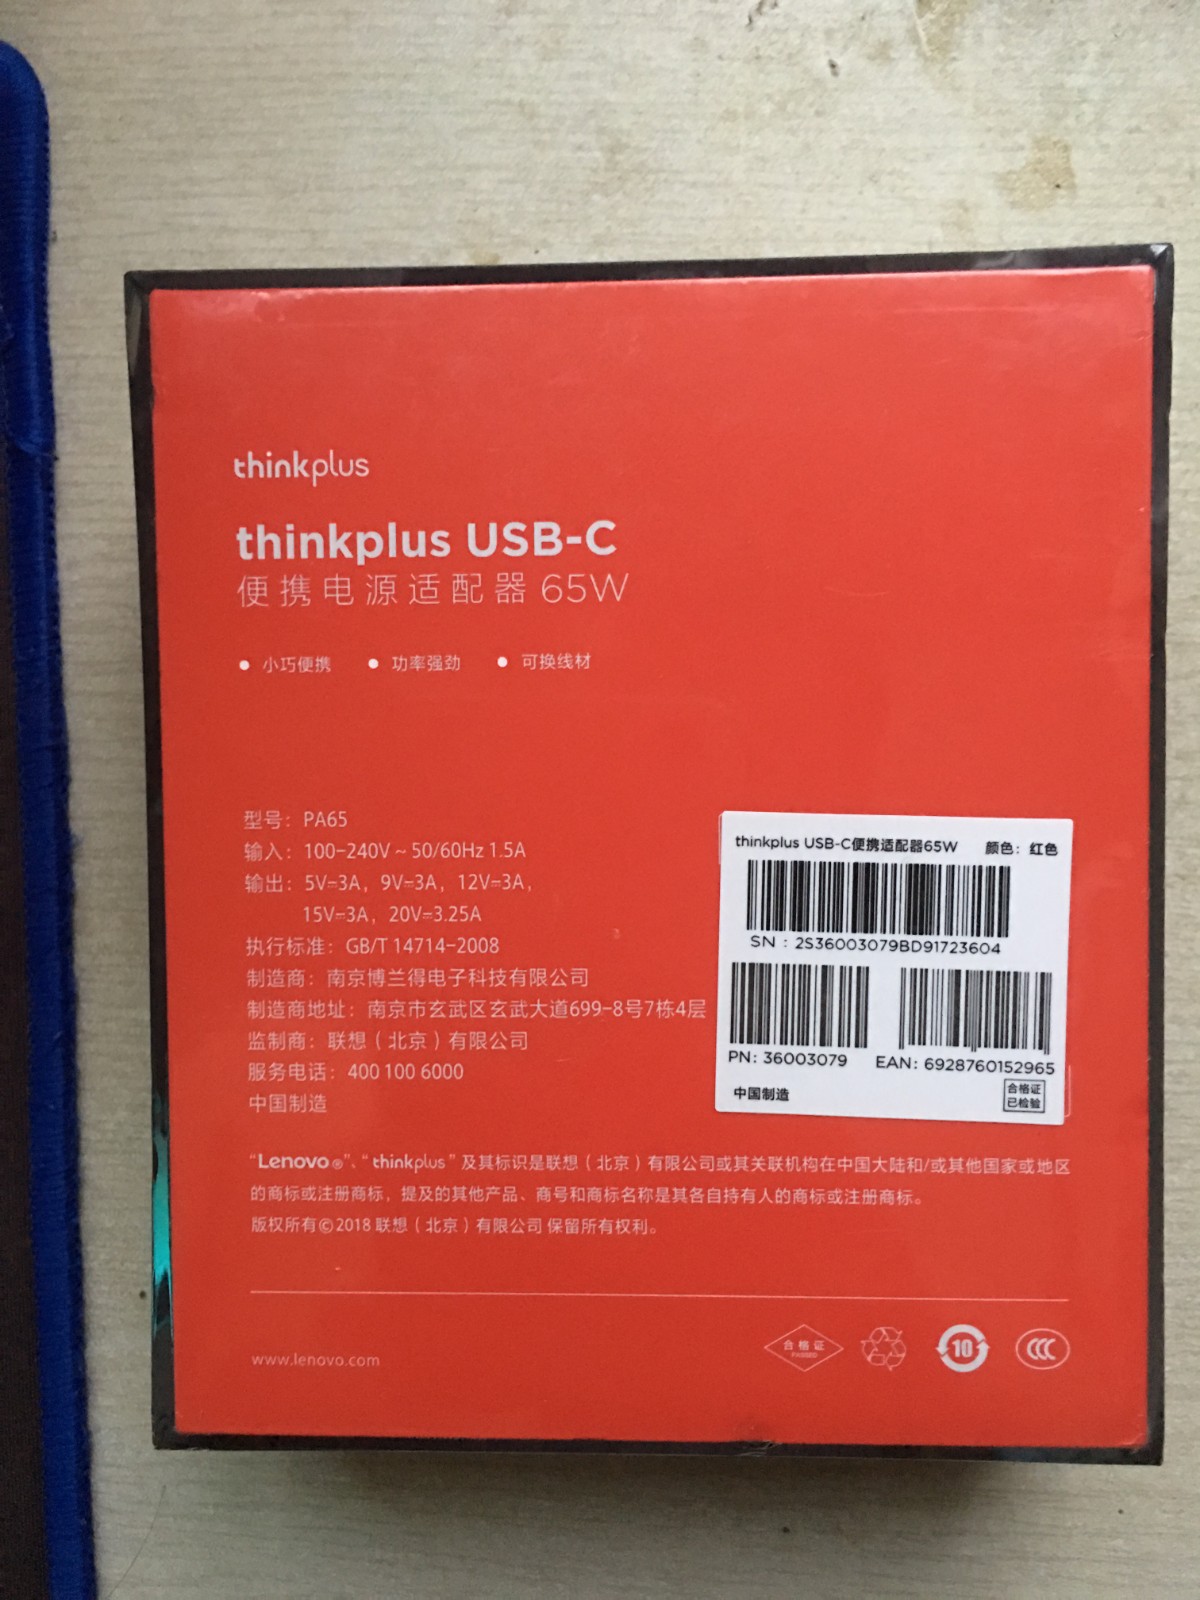 thinkplus
thinkplus USB-C
便携电源适配器 65W
● 小巧便携 ● 功率强劲 ● 可换线材
型号：PA65
输入：100-240V～50/60Hz 1.5A
输出：5V⎓3A，9V⎓3A，12V⎓3A，
15V⎓3A，20V⎓3.25A
执行标准：GB/T 14714-2008
制造商：南京博兰得电子科技有限公司
制造商地址：南京市玄武区玄武大道699-8号7栋4层
监制商：联想（北京）有限公司
服务电话：400 100 6000
中国制造
thinkplus USB-C便携适配器65W 颜色：红色
SN：2S36003079BD91723604
PN: 36003079 EAN: 6928760152965
中国制造
合格证
已检验
“Lenovo®”、“thinkplus”及其标识是联想（北京）有限公司或其关联机构在中国大陆和/或其他国家或地区
的商标或注册商标，提及的其他产品、商号和商标名称是其各自持有人的商标或注册商标。
版权所有©2018 联想（北京）有限公司 保留所有权利。
www.lenovo.com
合格证
PASSED
10
CCC